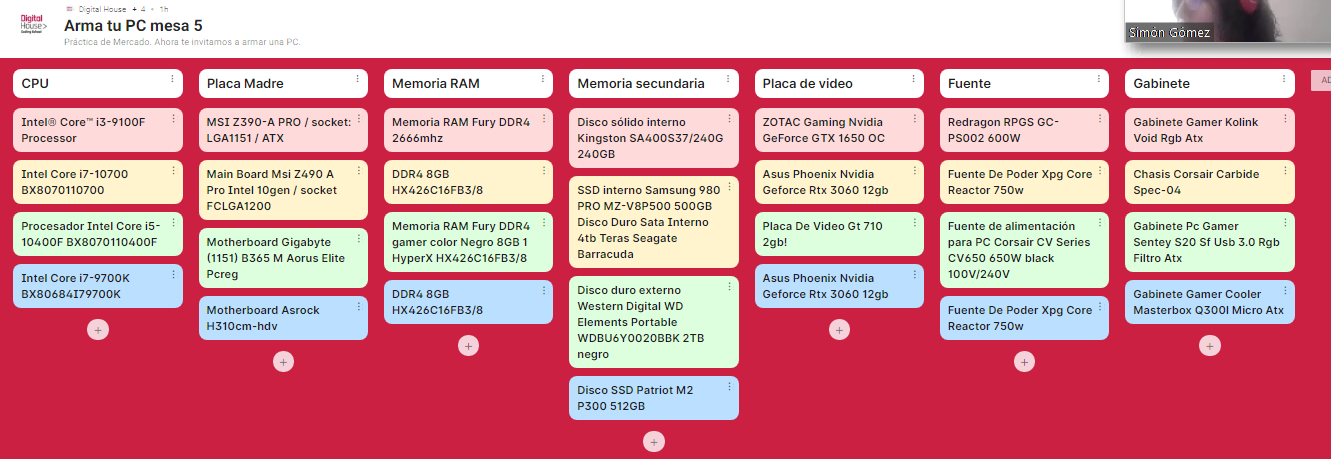 Digital House + 4 • 1h
Digital
House>
Coding School
Arma tu PC mesa 5
Práctica de Mercado. Ahora te invitamos a armar una PC.
Simón Gómez
CPU
Intel® Core™ i3-9100F
Processor
Intel Core i7-10700
BX8070110700
Procesador Intel Core i5-
10400F BX8070110400F
Intel Core i7-9700K
BX80684I79700K
Placa Madre
MSI Z390-A PRO / socket:
LGA1151 / ATX
Main Board Msi Z490 A
Pro Intel 10gen / socket
FCLGA1200
Motherboard Gigabyte
(1151) B365 M Aorus Elite
Pcreg
Motherboard Asrock
H310cm-hdv
Memoria RAM
Memoria RAM Fury DDR4
2666mhz
DDR4 8GB
HX426C16FB3/8
Memoria RAM Fury DDR4
gamer color Negro 8GB 1
HyperX HX426C16FB3/8
DDR4 8GB
HX426C16FB3/8
Memoria secundaria
Disco sólido interno
Kingston SA400S37/240G
240GB
SSD interno Samsung 980
PRO MZ-V8P500 500GB
Disco Duro Sata Interno
4tb Teras Seagate
Barracuda
Disco duro externo
Western Digital WD
Elements Portable
WDBU6Y0020BBK 2TB
negro
Disco SSD Patriot M2
P300 512GB
Placa de video
ZOTAC Gaming Nvidia
GeForce GTX 1650 OC
Asus Phoenix Nvidia
Geforce Rtx 3060 12gb
Placa De Video Gt 710
2gb!
Asus Phoenix Nvidia
Geforce Rtx 3060 12gb
Fuente
Redragon RPGS GC-
PS002 600W
Fuente De Poder Xpg Core
Reactor 750w
Fuente de alimentación
para PC Corsair CV Series
CV650 650W black
100V/240V
Fuente De Poder Xpg Core
Reactor 750w
Gabinete
Gabinete Gamer Kolink
Void Rgb Atx
Chasis Corsair Carbide
Spec-04
Gabinete Pc Gamer
Sentey S20 Sf Usb 3.0 Rgb
Filtro Atx
Gabinete Gamer Cooler
Masterbox Q300l Micro Atx